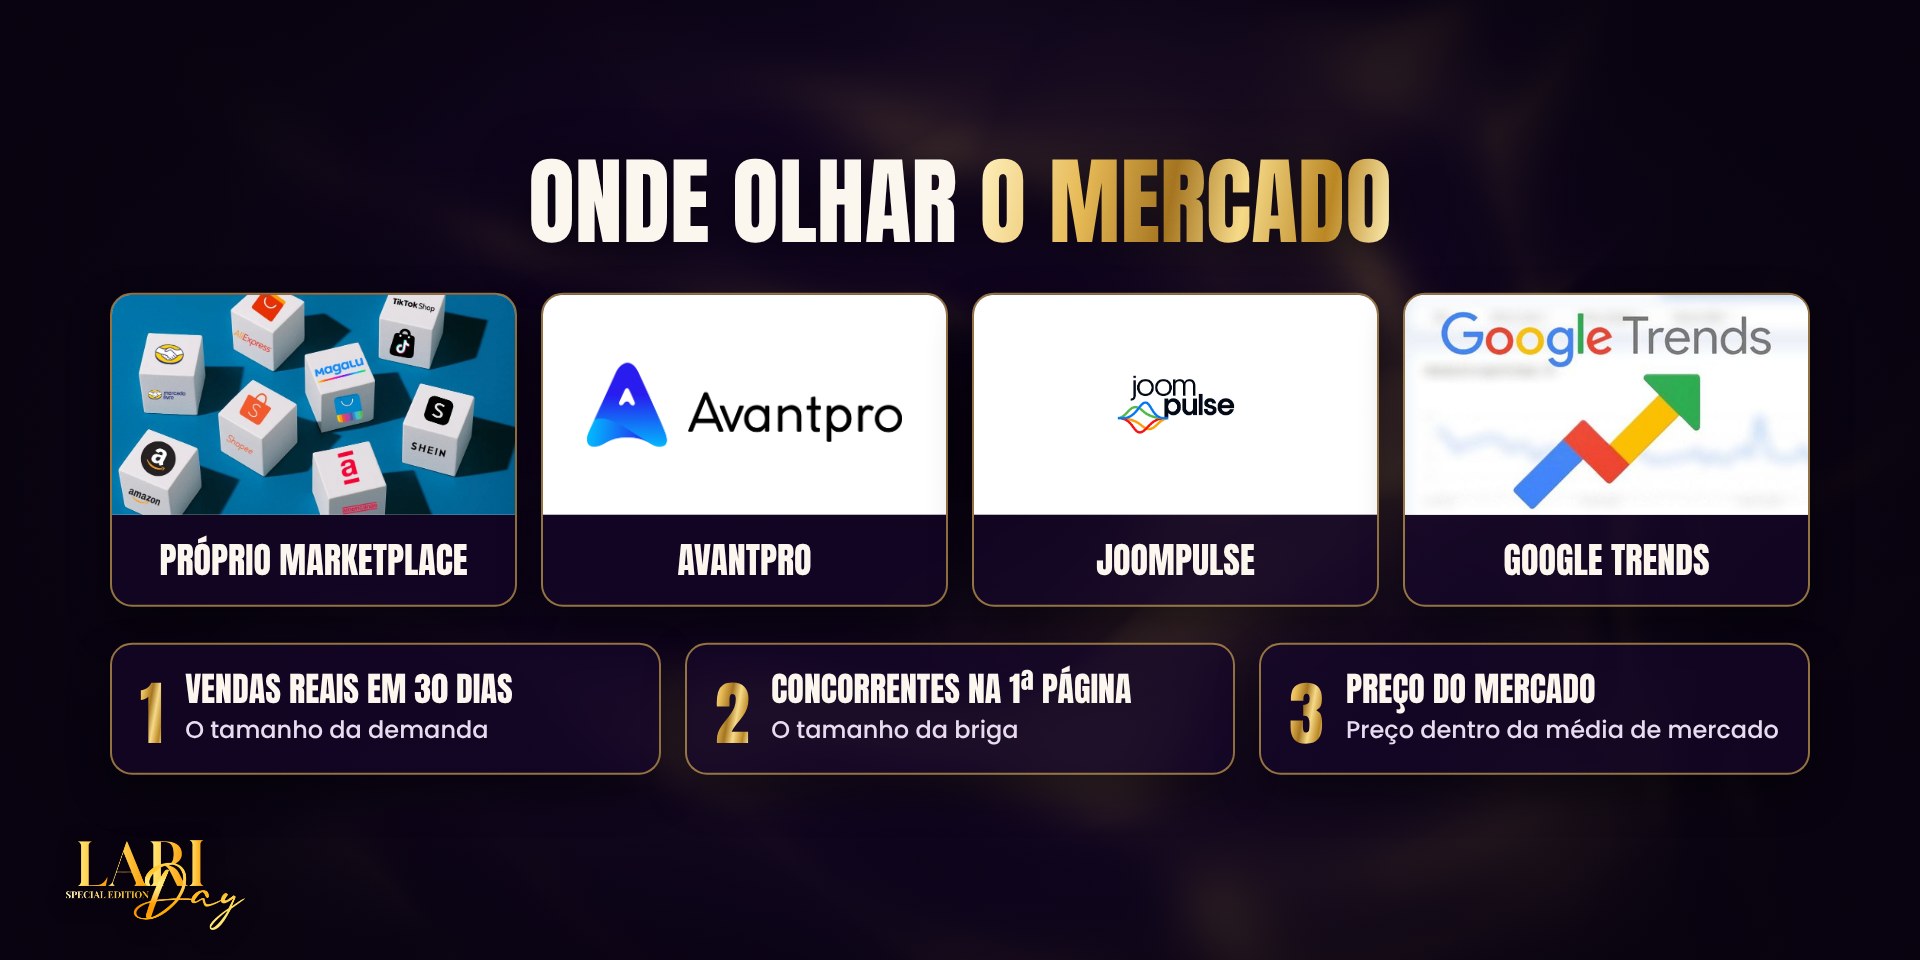 ONDE OLHAR O MERCADO
AliExpress
TikTok Shop
mercado livre
Magalu
Shopee
SHEIN
a
amazon
a
S
S
Avantpro
joom
pulse
Google Trends
PRÓPRIO MARKETPLACE
AVANTPRO
JOOMPULSE
GOOGLE TRENDS
1
VENDAS REAIS EM 30 DIAS
O tamanho da demanda
2
CONCORRENTES NA 1ª PÁGINA
O tamanho da briga
3
PREÇO DO MERCADO
Preço dentro da média de mercado
LABI
SPECIAL EDITION
Day